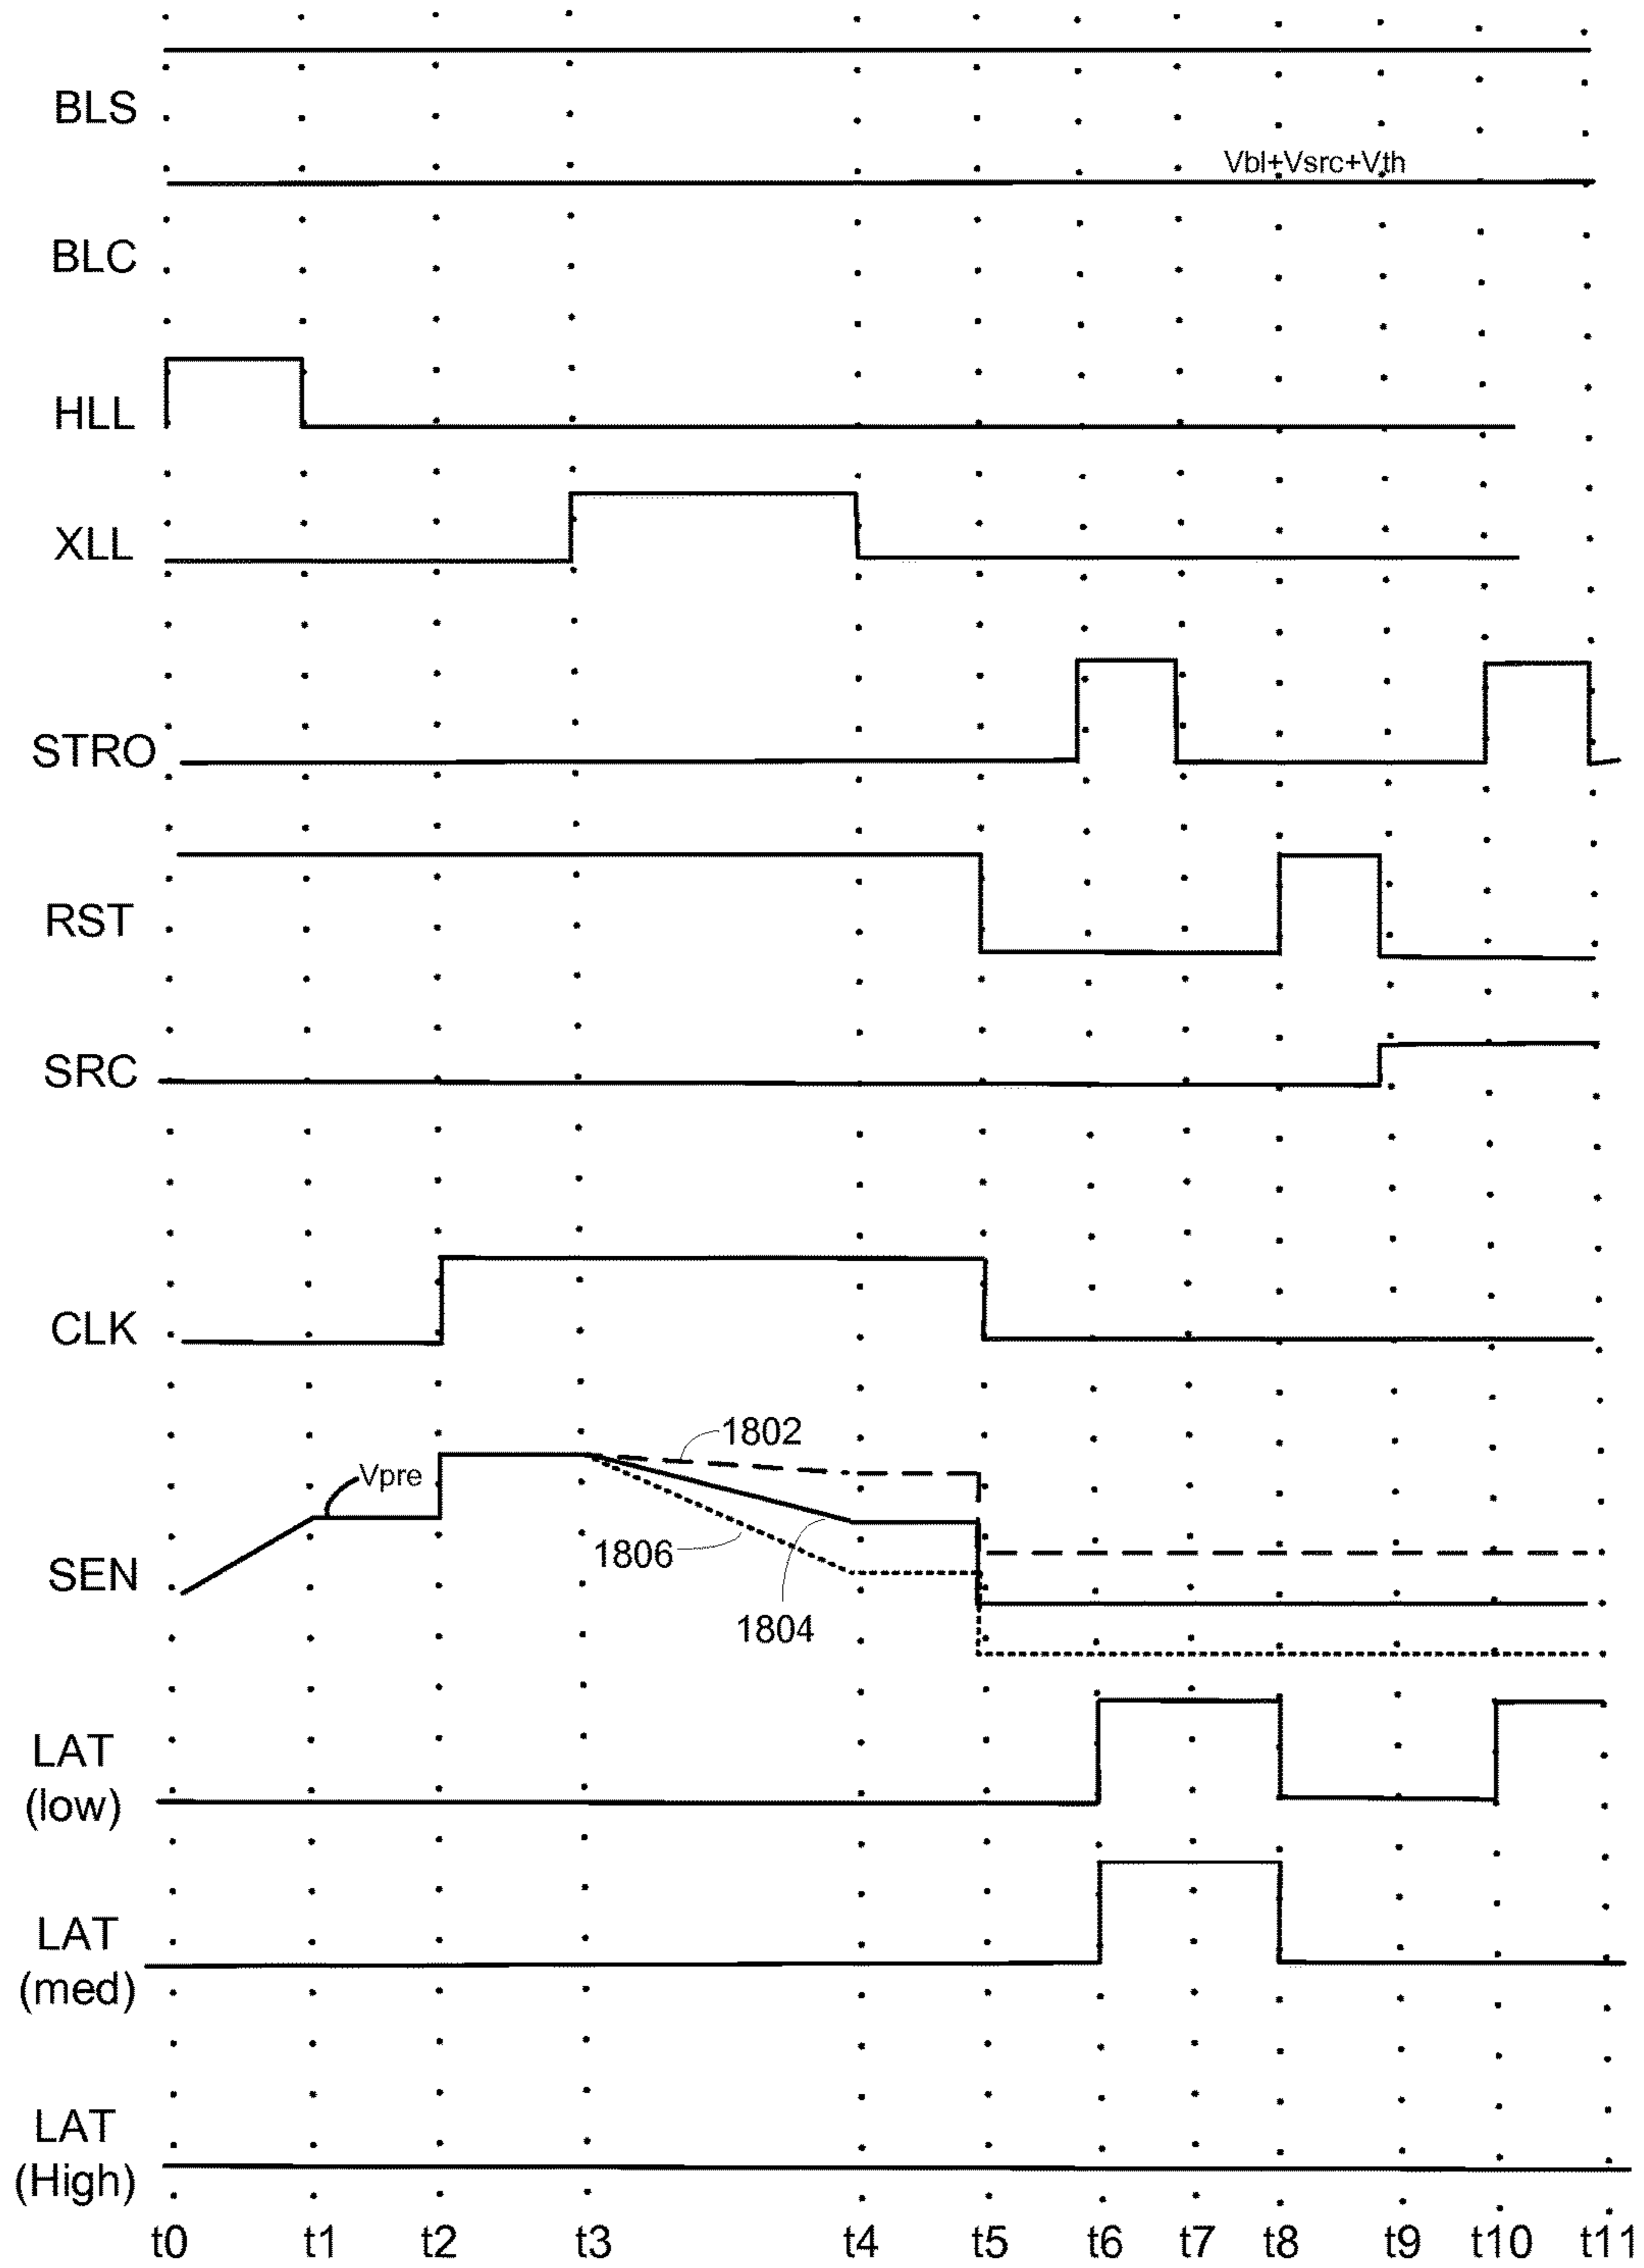 BLS
Vbl+Vsrc+Vth
BLC
HLL
XLL
STRO
RST
SRC
CLK
1802
Vpre
1806
SEN
1804
LAT
(low)
LAT
(med)
LAT
(High)
t0 t1 t2 t3 t4 t5 t6 t7 t8 t9 t10 t11